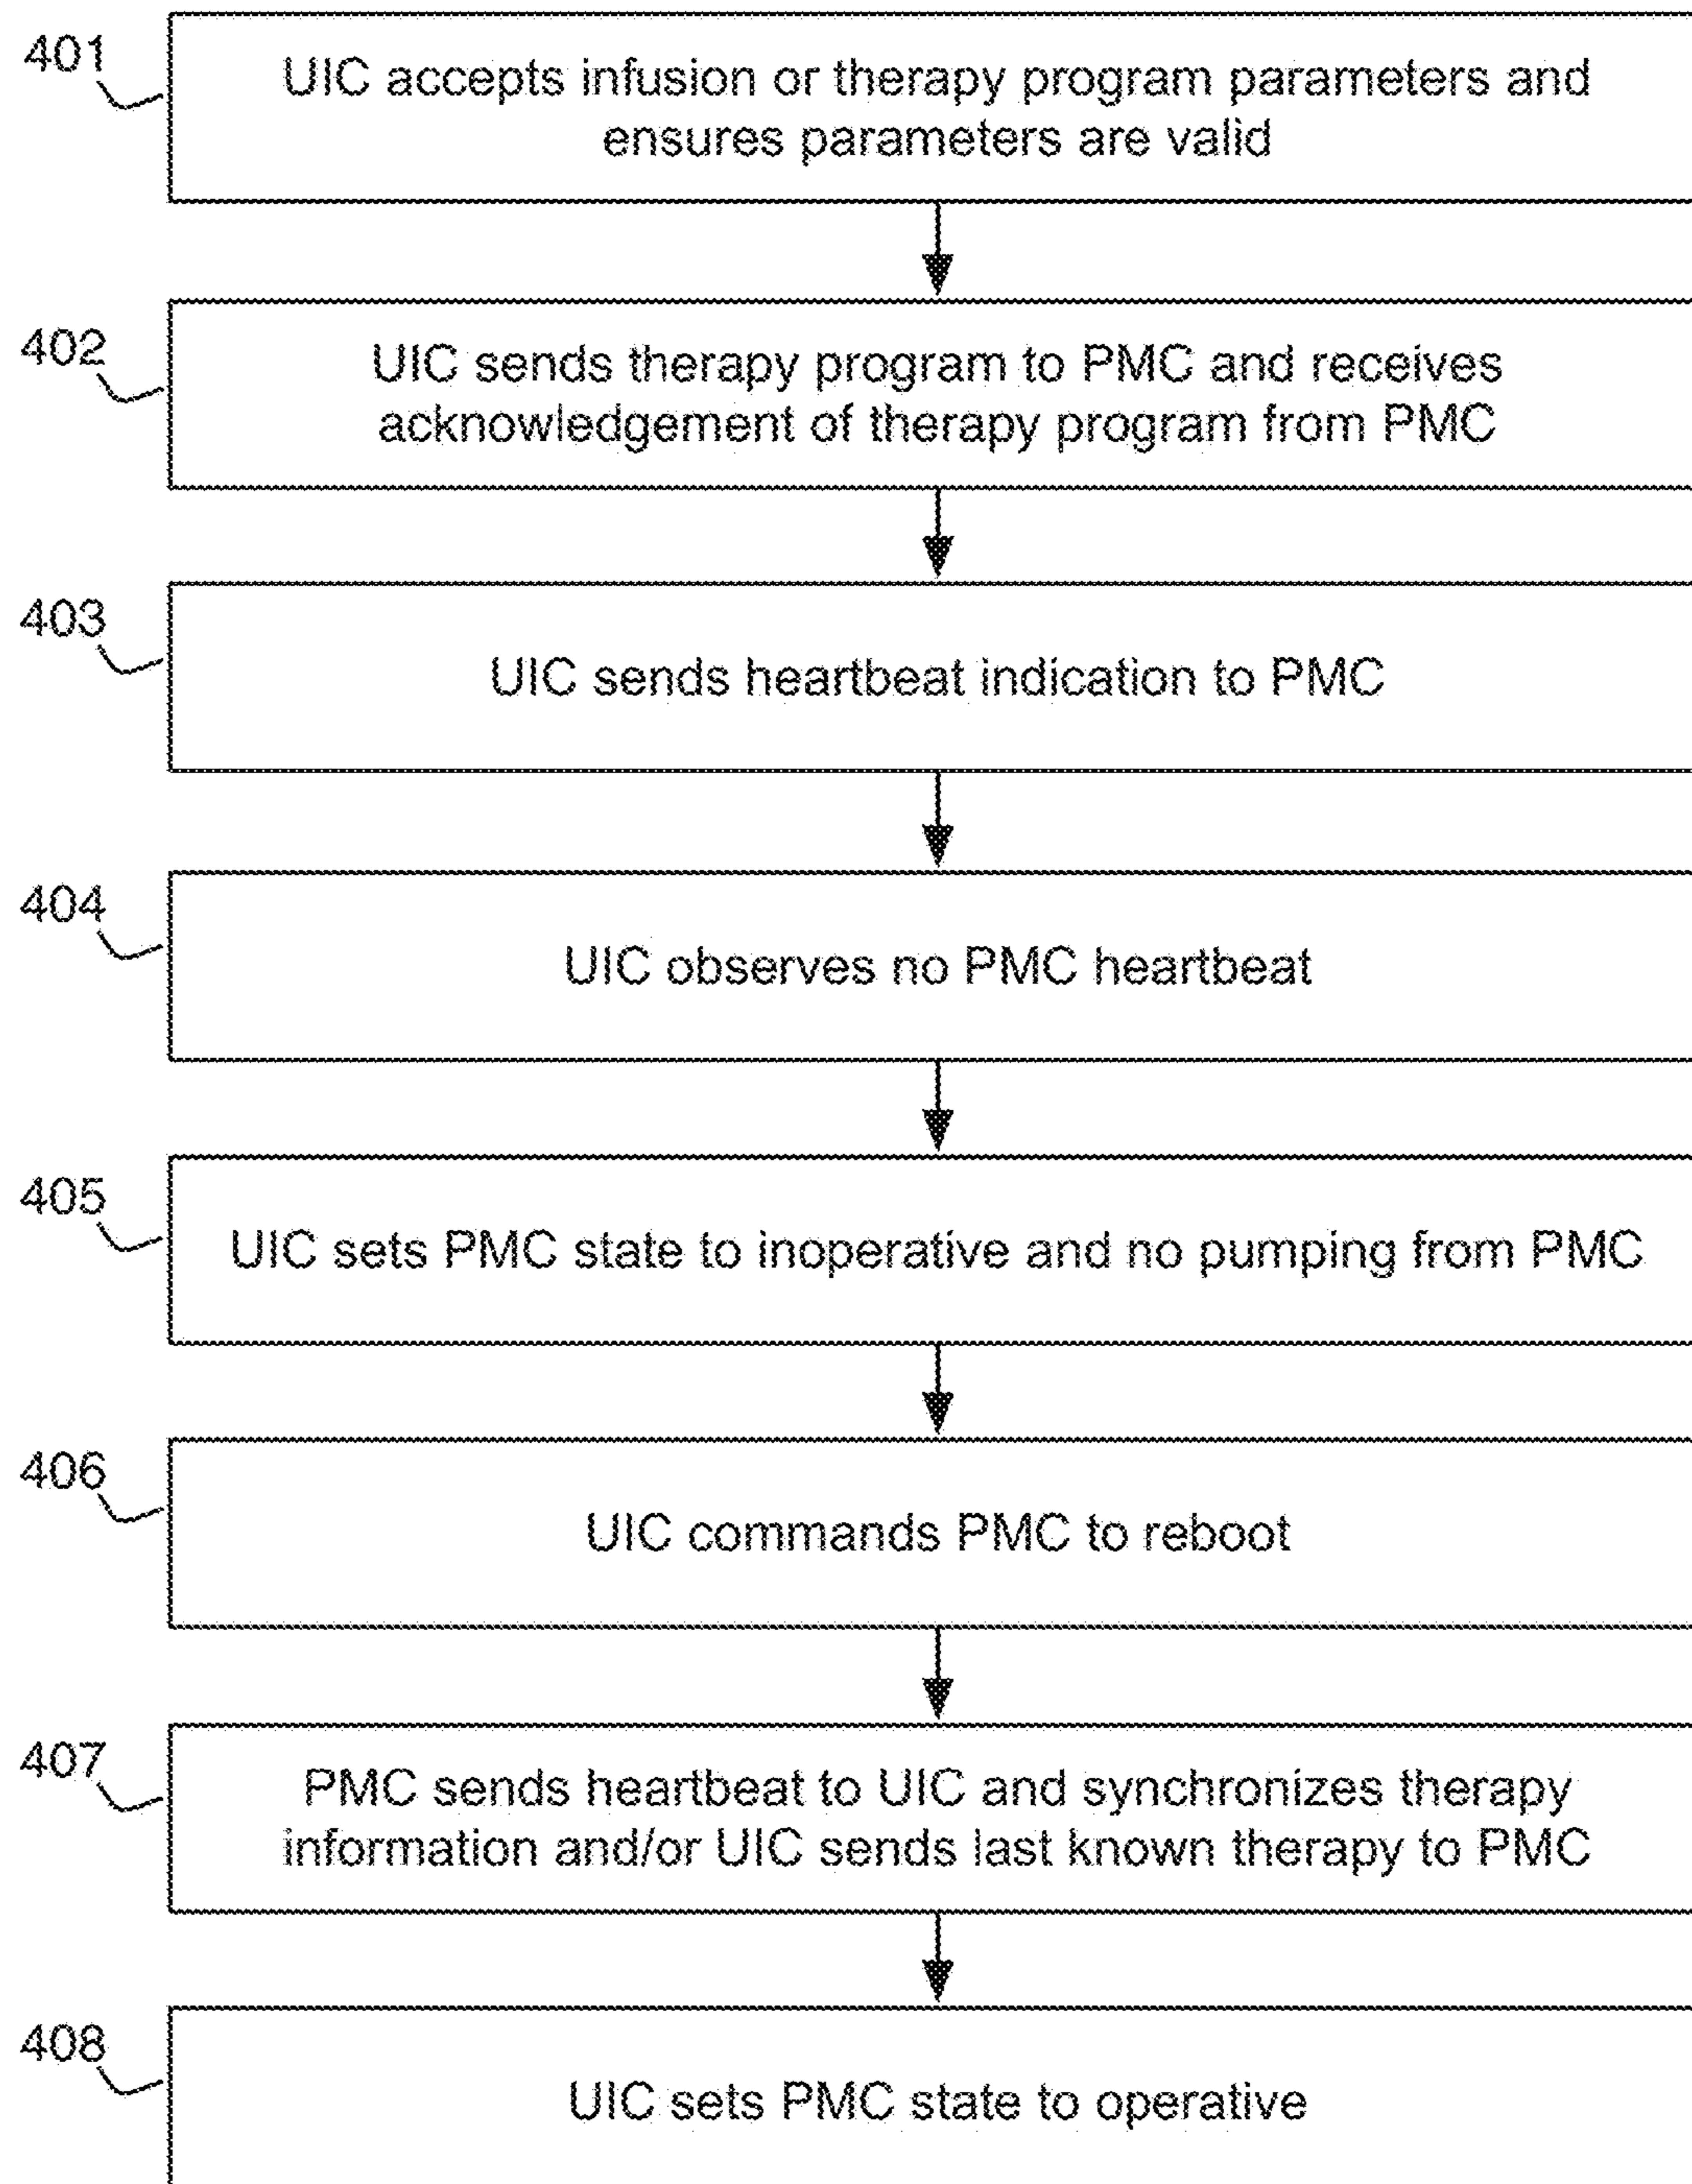 401
UIC accepts infusion or therapy program parameters and
ensures parameters are valid
402
UIC sends therapy program to PMC and receives
acknowledgement of therapy program from PMC
403
UIC sends heartbeat indication to PMC
404
UIC observes no PMC heartbeat
405
UIC sets PMC state to inoperative and no pumping from PMC
406
UIC commands PMC to reboot
407
PMC sends heartbeat to UIC and synchronizes therapy
information and/or UIC sends last known therapy to PMC
408
UIC sets PMC state to operative